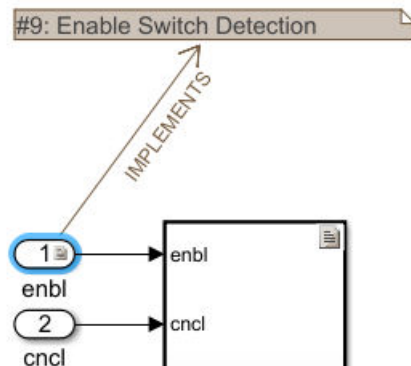 #9: Enable Switch Detection
IMPLEMENTS
1
enbl
enbl
2
cncl
cncl